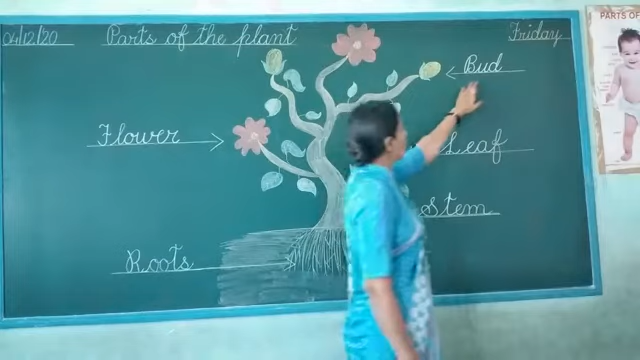 04/12/20
Parts of the plant
Friday
Bud
Flower
Leaf
Stem
Roots
PARTS OF